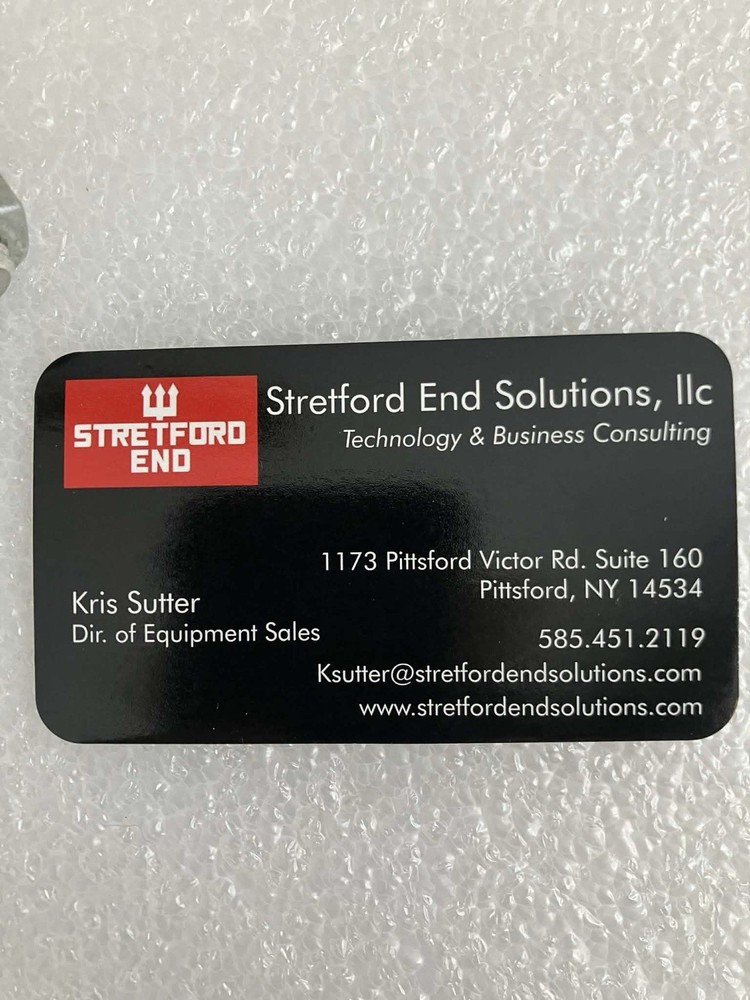 STRETFORD
END
Stretford End Solutions, llc
Technology & Business Consulting
1173 Pittsford Victor Rd. Suite 160
Pittsford, NY 14534
Kris Sutter
Dir. of Equipment Sales
585.451.2119
Ksutter@stretfordendsolutions.com
www.stretfordendsolutions.com